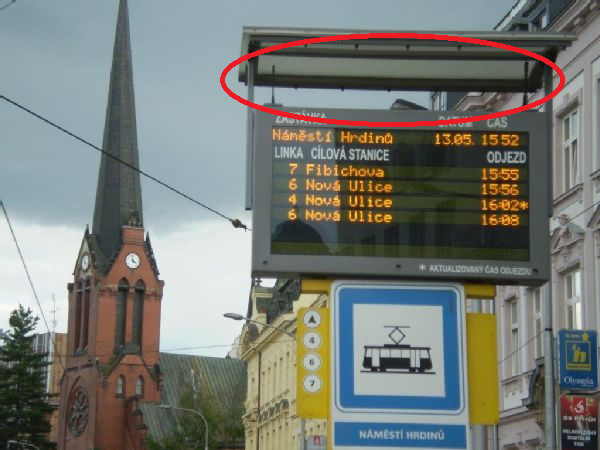 ZASTÁVKA DATUM ČAS
Náměstí Hrdinů 13.05. 15:52
LINKA CÍLOVÁ STANICE ODJEZD
7 Fibichova 15:55
6 Nová Ulice 15:56
4 Nová Ulice 16:02*
6 Nová Ulice 16:08
* AKTUALIZOVANÝ ČAS ODJEZDU
A
4
6
7
NÁMĚSTÍ HRDINŮ
h
Olympia